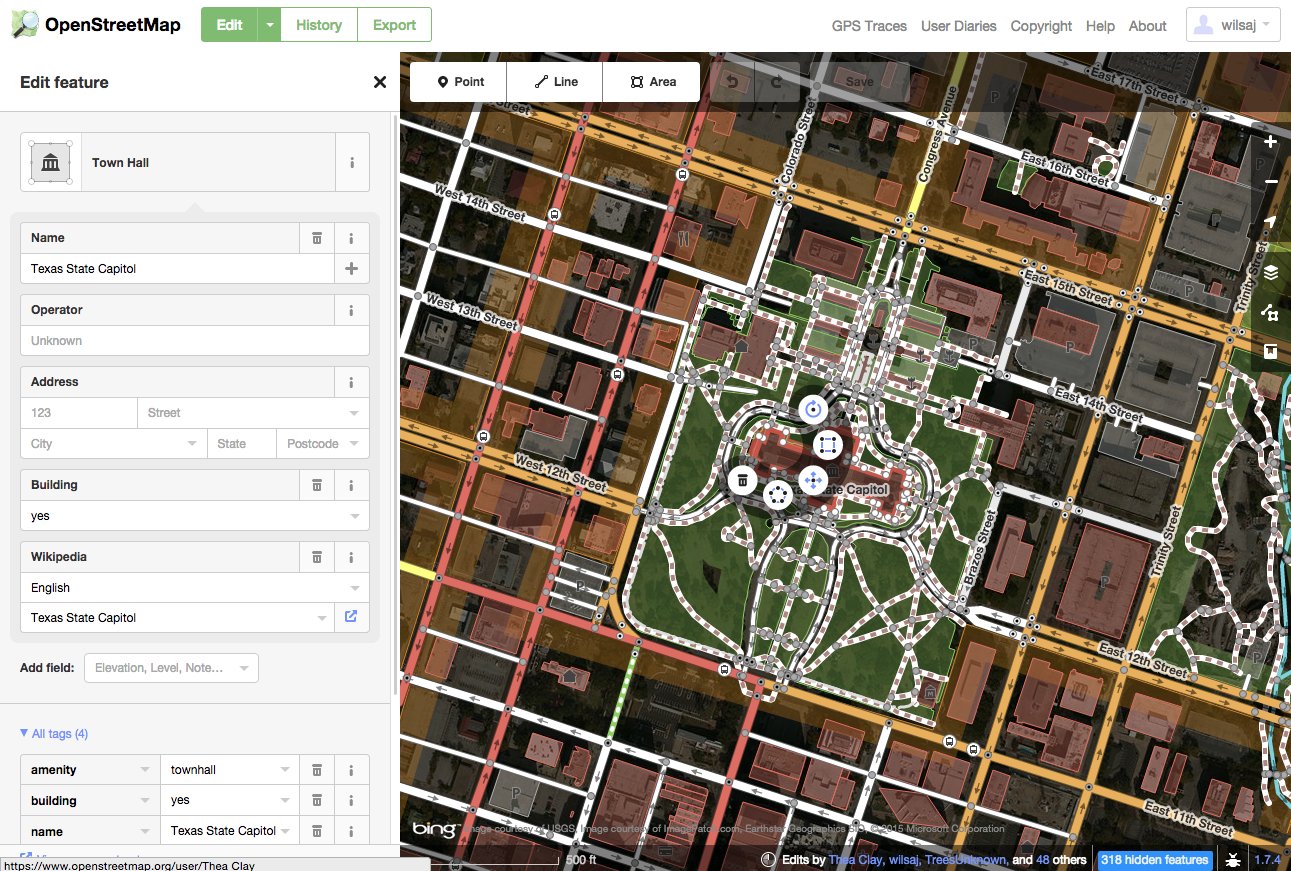 OpenStreetMap
Edit
History
Export
GPS Traces
User Diaries
Copyright
Help
About
wilsaj
Edit feature
Town Hall
Name
Texas State Capitol
Operator
Unknown
Address
123
Street
City
State
Postcode
Building
yes
Wikipedia
English
Texas State Capitol
Add field:
Elevation, Level, Note...
All tags (4)
amenity
townhall
building
yes
name
Texas State Capitol
https://www.openstreetmap.org/user/Thea Clay
Point
Line
Area
Save
Street
East 17th Street
Colorado Street
Congress Avenue
East 16th Street
West 14th Street
East 15th Street
Trinity Street
West 13th Street
East 14th Street
West 12th Street
State Capitol
Brazos Street
Trinity Street
East 12th Street
East 11th Street
bing
Image courtesy of USGS, Image courtesy of ImagePatch.com, Earthstar Geographics SIO, © 2015 Microsoft Corporation
500 ft
Edits by Thea Clay, wilsaj, TreesUnknown, and 48 others
318 hidden features
1.7.4